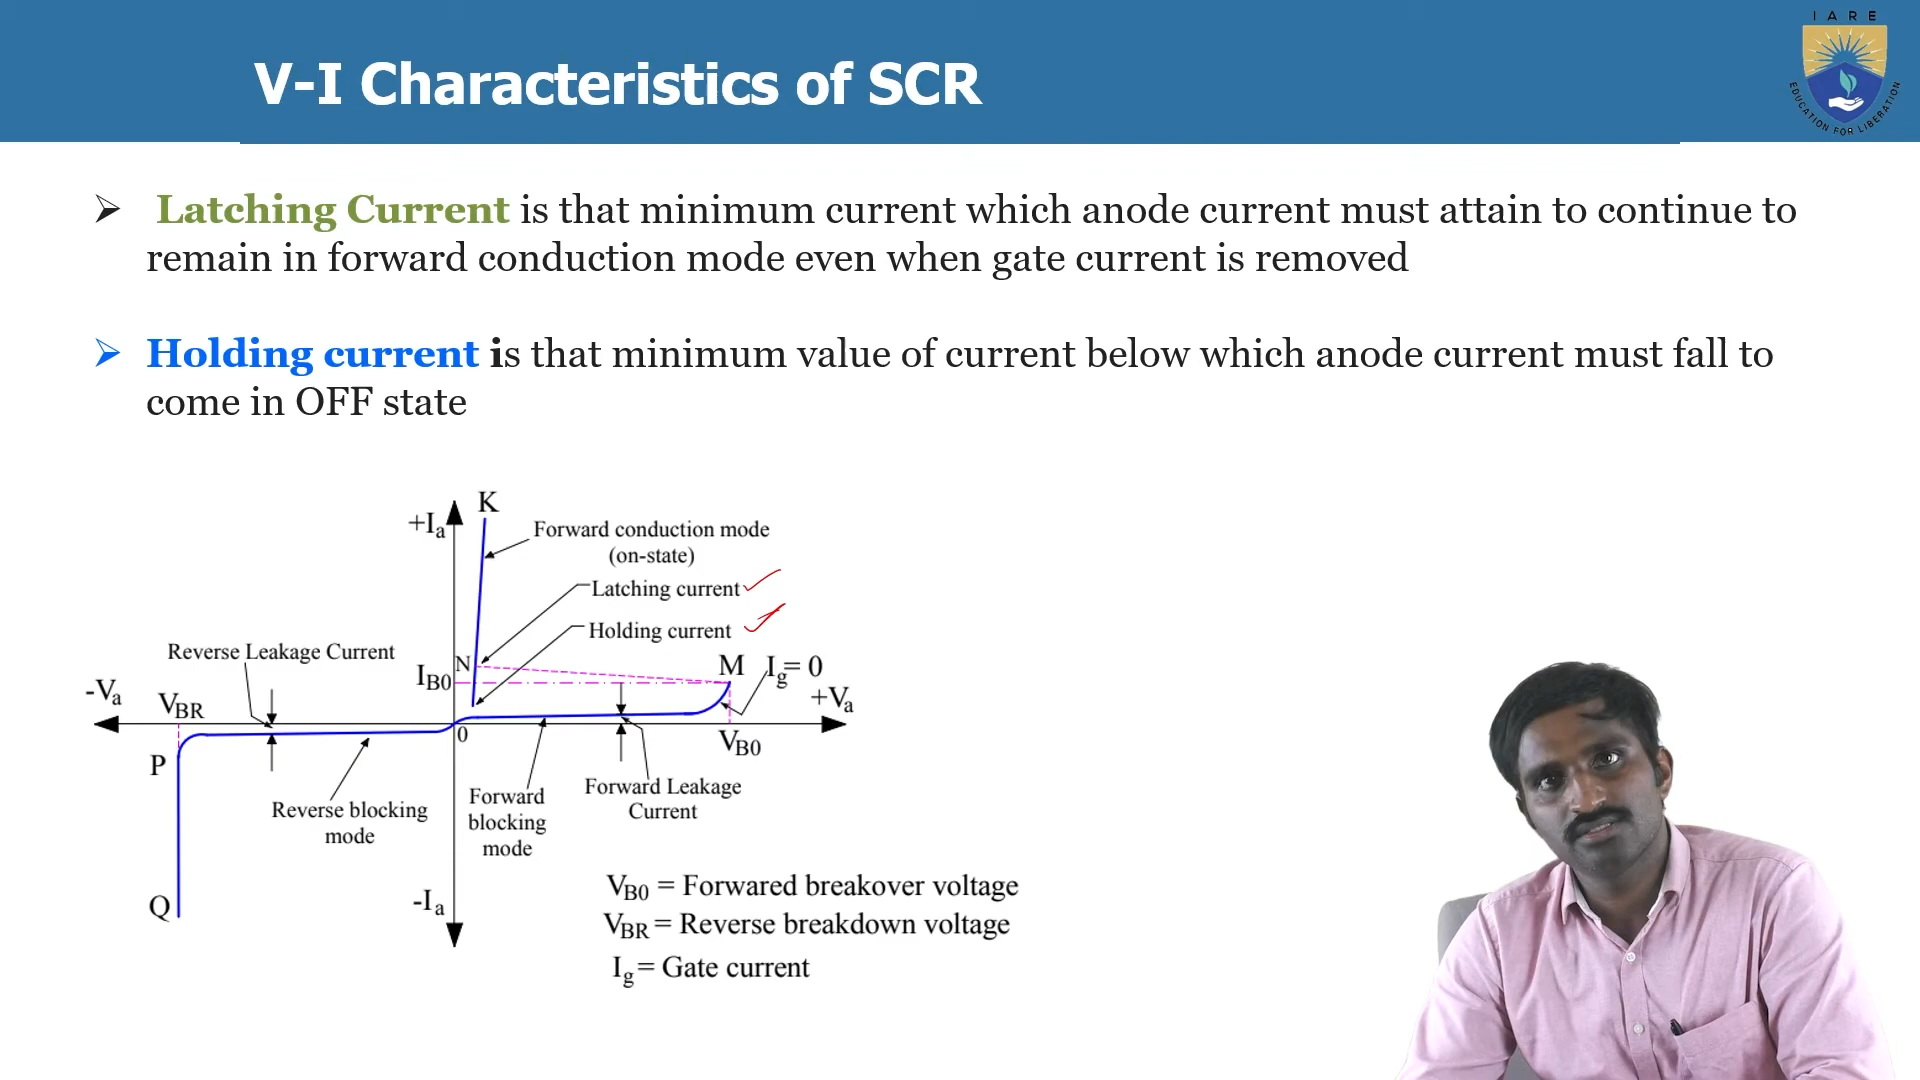 I A R E
EDUCATION FOR LIBERATION
V-I Characteristics of SCR
Latching Current is that minimum current which anode current must attain to continue to
remain in forward conduction mode even when gate current is removed
Holding current is that minimum value of current below which anode current must fall to
come in OFF state
K
+Ia
Forward conduction mode
(on-state)
Latching current
Holding current
Reverse Leakage Current
N
IB0
M
Ig= 0
-Va
VBR
+Va
0
VB0
P
Forward Leakage
Current
Reverse blocking
mode
Forward
blocking
mode
Q
-Ia
VB0 = Forwared breakover voltage
VBR = Reverse breakdown voltage
Ig = Gate current